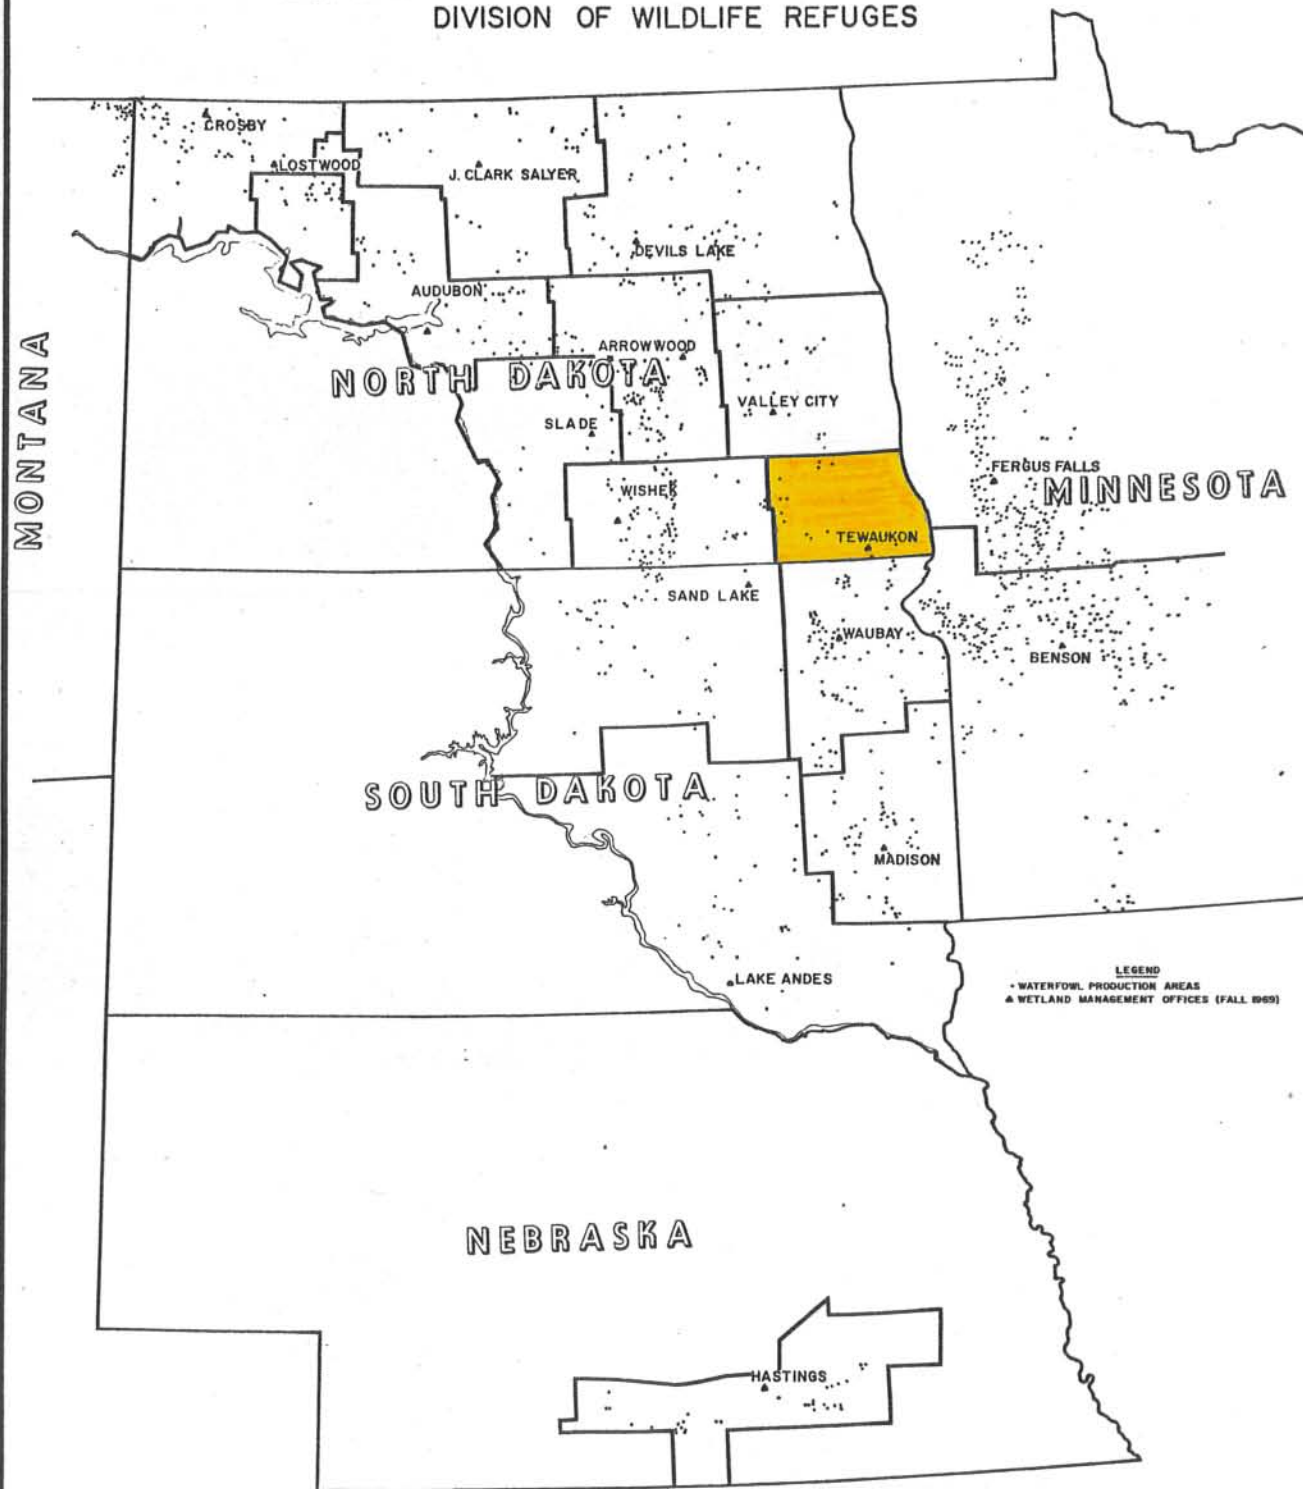 DIVISION OF WILDLIFE REFUGES
CROSBY
LOSTWOOD
J. CLARK SALYER
DEVILS LAKE
AUDUBON
ARROWWOOD
MONTANA
NORTH DAKOTA
VALLEY CITY
SLADE
FERGUS FALLS
MINNESOTA
WISHEK
TEWAUKON
SAND LAKE
WAUBAY
BENSON
SOUTH DAKOTA
MADISON
LAKE ANDES
LEGEND
WATERFOWL PRODUCTION AREAS
WETLAND MANAGEMENT OFFICES (FALL 1969)
NEBRASKA
HASTINGS